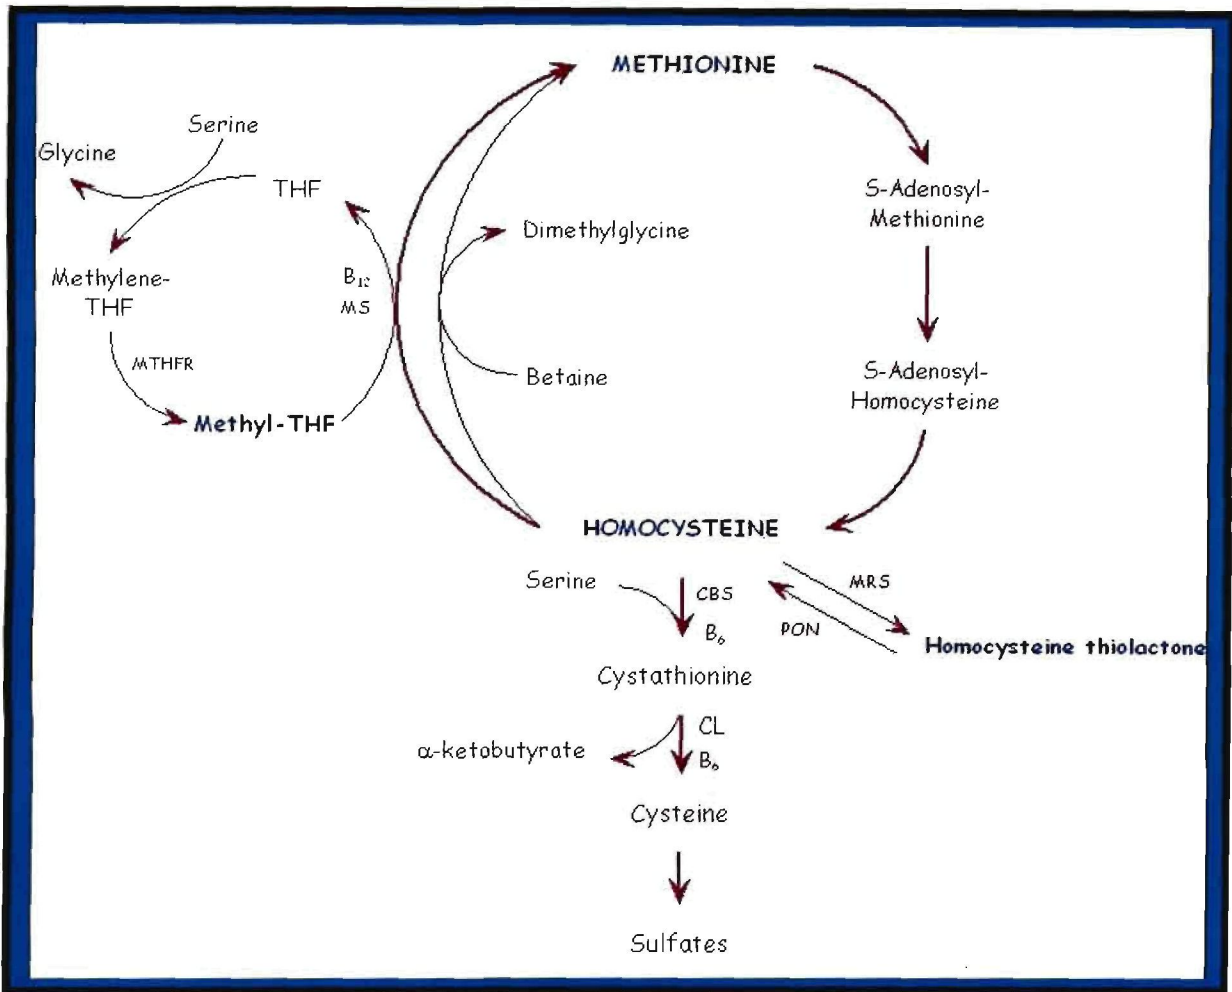 METHIONINE
Serine
Glycine
THF
S-Adenosyl-
Methionine
Dimethylglycine
Methylene-
THF
B₁₂
MS
MTHFR
Betaine
S-Adenosyl-
Homocysteine
Methyl-THF
HOMOCYSTEINE
Serine
CBS
B₆
MRS
PON
Homocysteine thiolactone
Cystathionine
CL
B₆
α-ketobutyrate
Cysteine
Sulfates